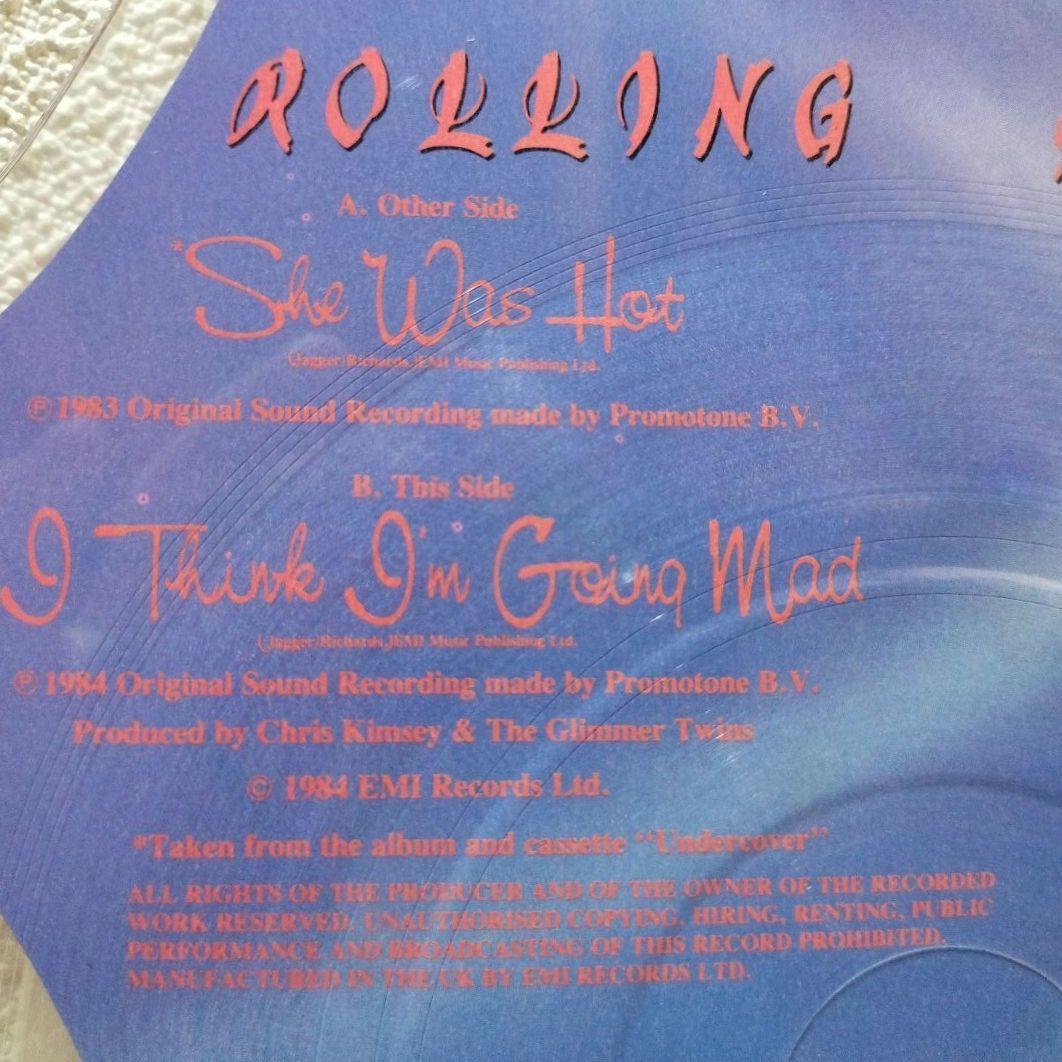 ROLLING
A. Other Side
*She Was Hot
(Jagger/Richards.)EMI Music Publishing Ltd.
Ⓟ 1983 Original Sound Recording made by Promotone B.V.
B. This Side
I Think I'm Going Mad
(Jagger/Richards.)EMI Music Publishing Ltd.
Ⓟ 1984 Original Sound Recording made by Promotone B.V.
Produced by Chris Kimsey & The Glimmer Twins
© 1984 EMI Records Ltd.
*Taken from the album and cassette “Undercover”
ALL RIGHTS OF THE PRODUCER AND OF THE OWNER OF THE RECORDED
WORK RESERVED. UNAUTHORISED COPYING, HIRING, RENTING, PUBLIC
PERFORMANCE AND BROADCASTING OF THIS RECORD PROHIBITED.
MANUFACTURED IN THE UK BY EMI RECORDS LTD.